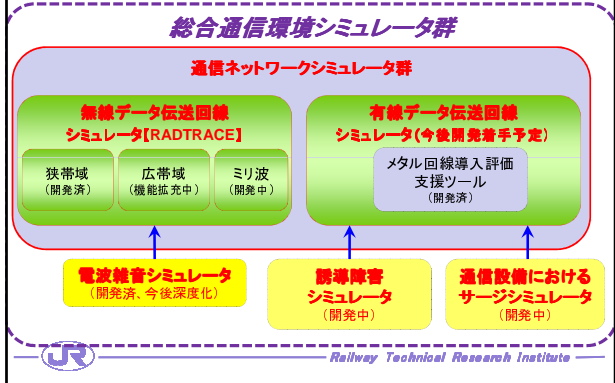 総合通信環境シミュレータ群
通信ネットワークシミュレータ群
無線データ伝送回線
シミュレータ【RADTRACE】
狭帯域
(開発済)
広帯域
(機能拡充中)
ミリ波
(開発中)
有線データ伝送回線
シミュレータ(今後開発着手予定)
メタル回線導入評価
支援ツール
(開発済)
電波雑音シミュレータ
(開発済、今後深度化)
誘導障害
シミュレータ
(開発中)
通信設備における
サージシミュレータ
(開発中)
JR
Railway Technical Research Institute